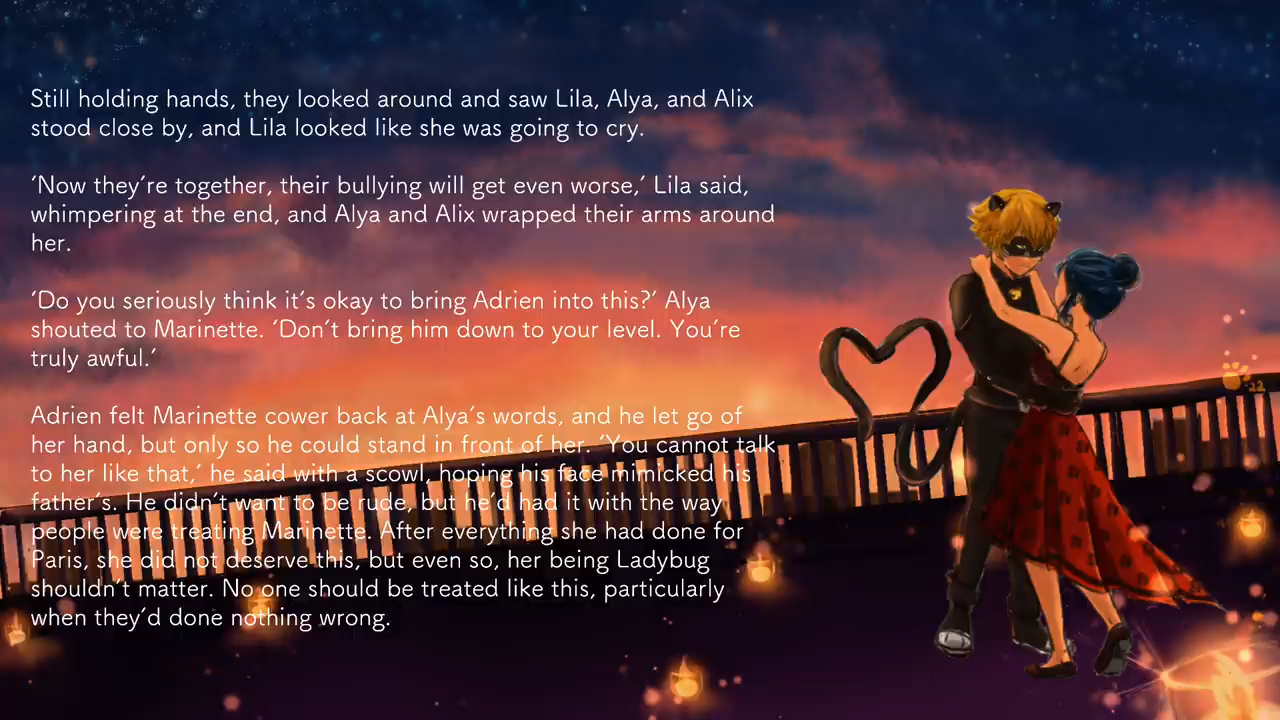 Still holding hands, they looked around and saw Lila, Alya, and Alix
stood close by, and Lila looked like she was going to cry.
‘Now they’re together, their bullying will get even worse,’ Lila said,
whimpering at the end, and Alya and Alix wrapped their arms around
her.
‘Do you seriously think it’s okay to bring Adrien into this?’ Alya
shouted to Marinette. ‘Don’t bring him down to your level. You’re
truly awful.’
Adrien felt Marinette cower back at Alya’s words, and he let go of
her hand, but only so he could stand in front of her. ‘You cannot talk
to her like that,’ he said with a scowl, hoping his face mimicked his
father’s. He didn’t want to be rude, but he’d had it with the way
people were treating Marinette. After everything she had done for
Paris, she did not deserve this, but even so, her being Ladybug
shouldn’t matter. No one should be treated like this, particularly
when they’d done nothing wrong.
'22